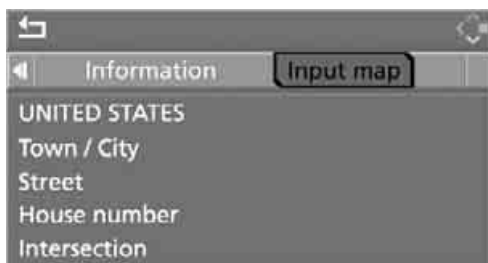 Information Input map
UNITED STATES
Town / City
Street
House number
Intersection